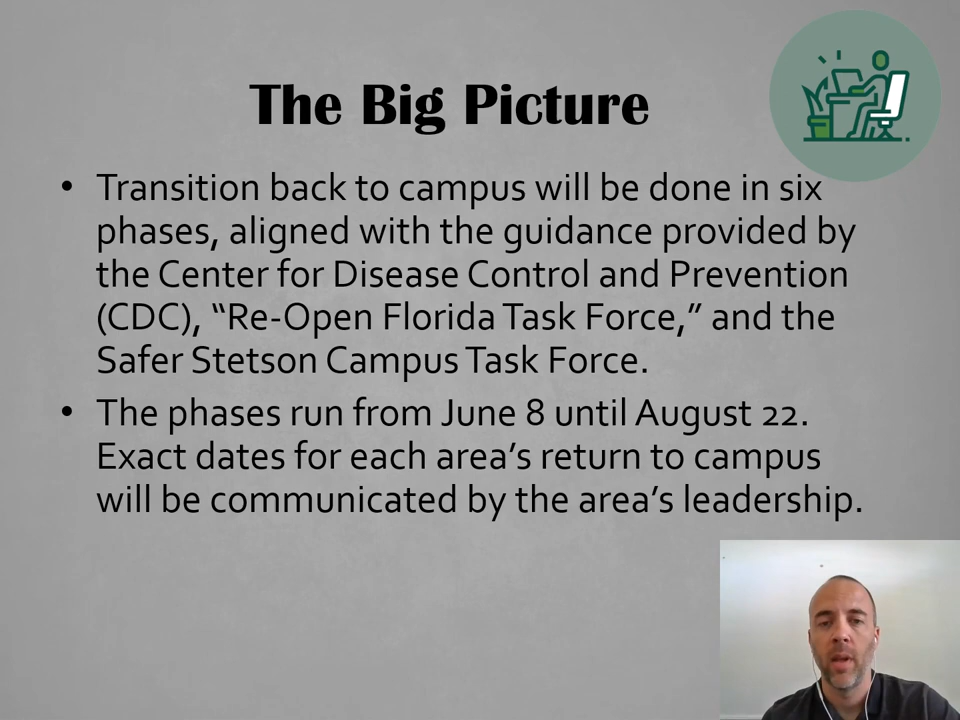 The Big Picture
• Transition back to campus will be done in six
phases, aligned with the guidance provided by
the Center for Disease Control and Prevention
(CDC), “Re-Open Florida Task Force,” and the
Safer Stetson Campus Task Force.
• The phases run from June 8 until August 22.
Exact dates for each area’s return to campus
will be communicated by the area’s leadership.